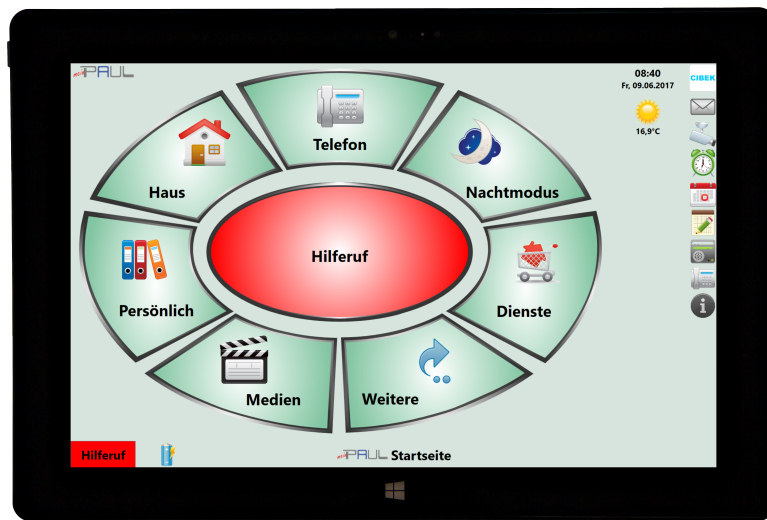 PAUL
08:40
Fr, 09.06.2017
CIBEK
16,9°C
Telefon
Haus
Nachtmodus
Hilferuf
Persönlich
Dienste
Medien
Weitere
Hilferuf
PAUL Startseite